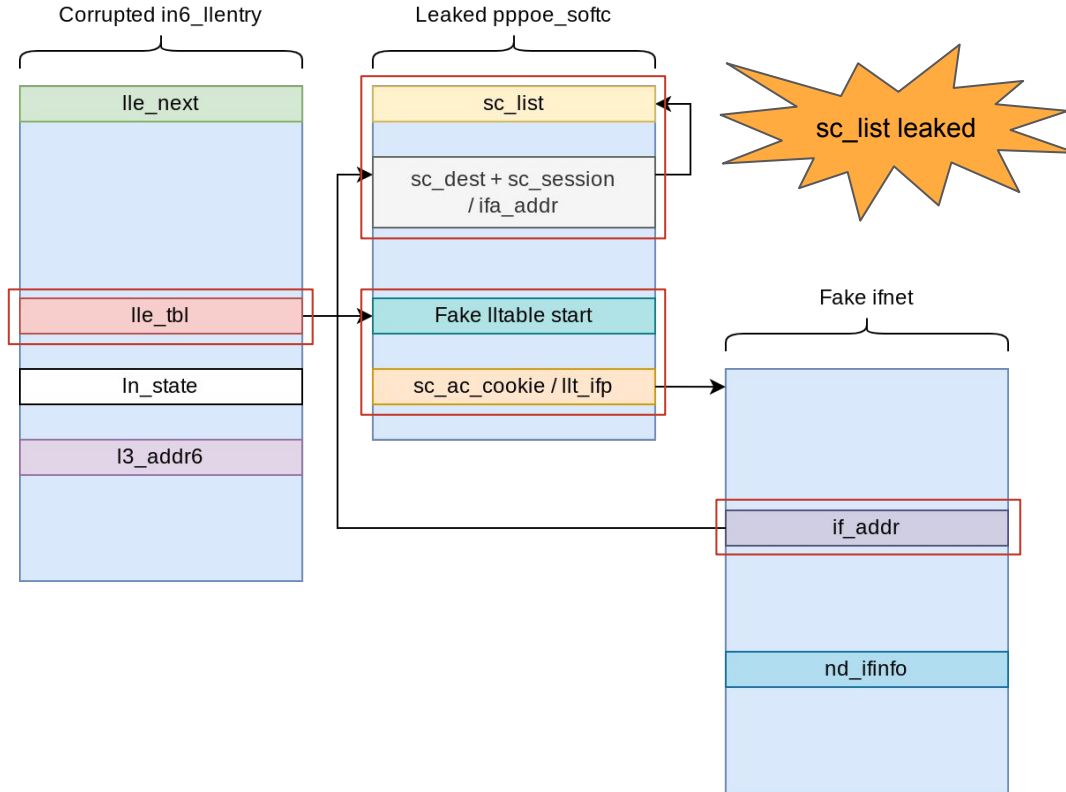 Corrupted in6_llentry
Leaked pppoe_softc
lle_next
sc_list
sc_list leaked
sc_dest + sc_session
/ ifa_addr
lle_tbl
Fake lltable start
Fake ifnet
ln_state
sc_ac_cookie / llt_ifp
l3_addr6
if_addr
nd_ifinfo